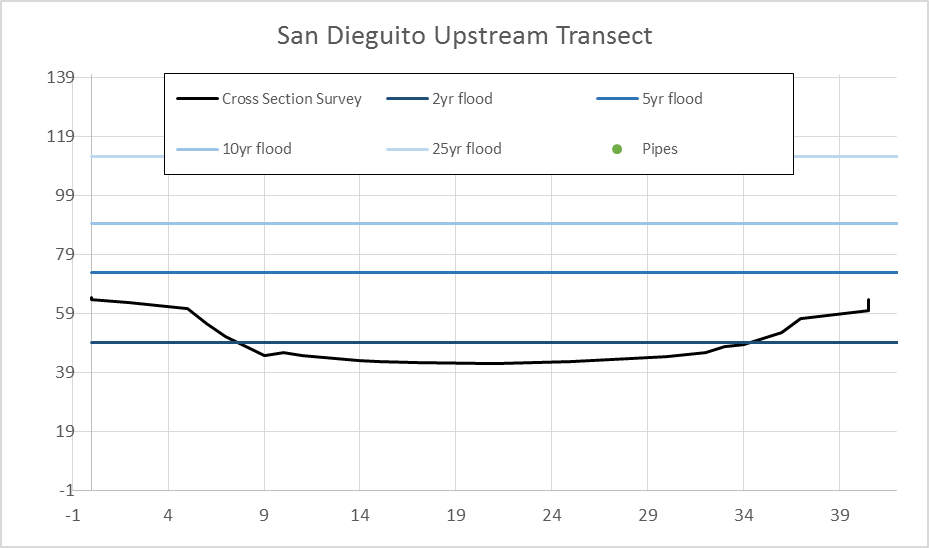 San Dieguito Upstream Transect
139
Cross Section Survey 2yr flood 5yr flood
119
10yr flood 25yr flood Pipes
99
79
59
39
19
-1
-1 4 9 14 19 24 29 34 39